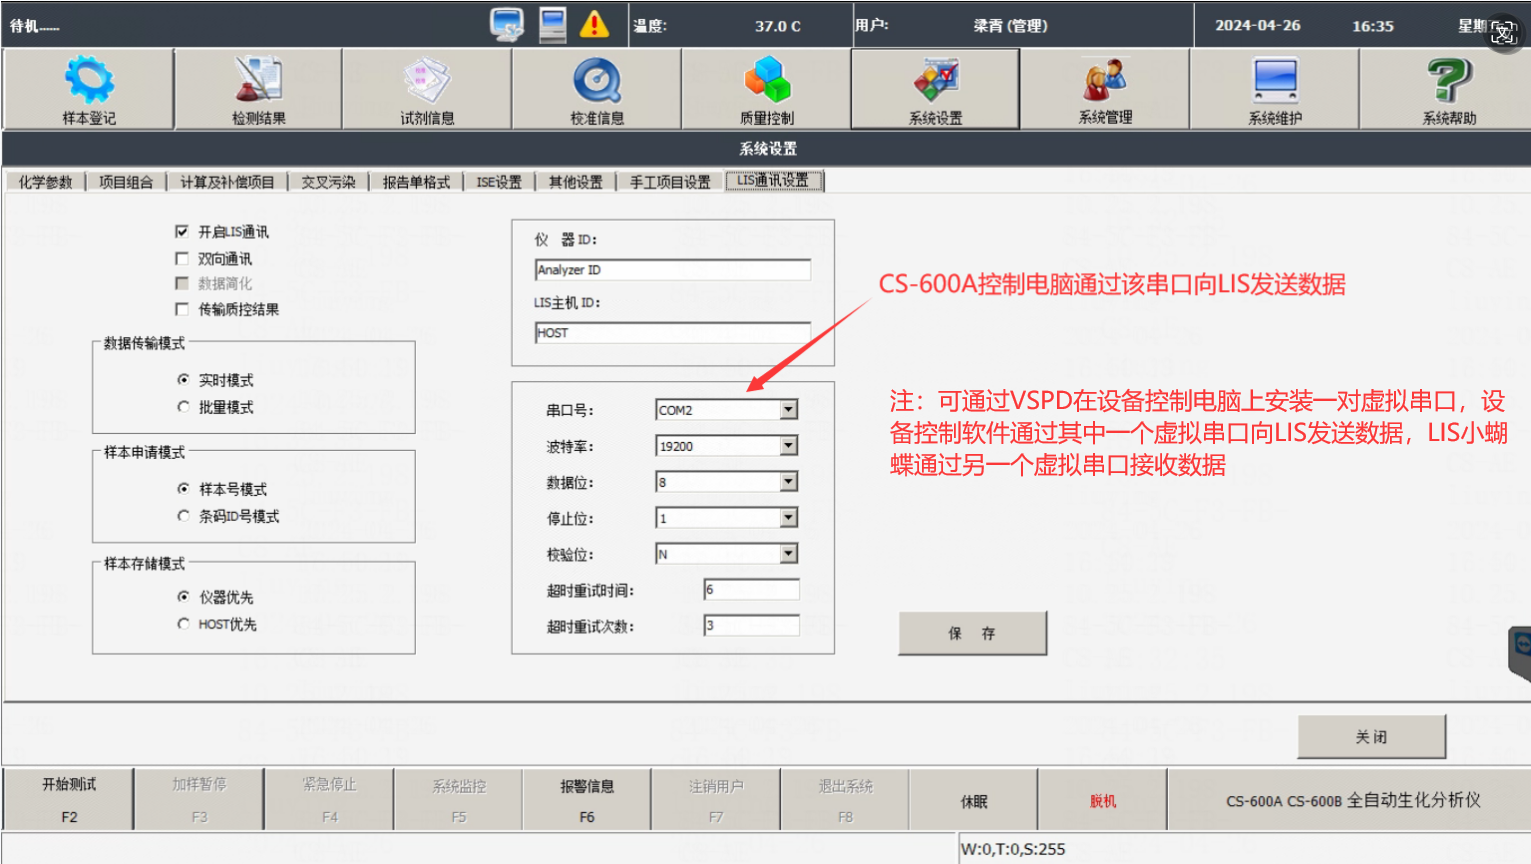 待机......
温度:
37.0 C
用户:
梁青(管理)
2024-04-26
16:35
样本登记
检测结果
试剂信息
校准信息
质量控制
系统设置
系统管理
系统维护
系统帮助
系统设置
化学参数
项目组合
计算及补偿项目
交叉污染
报告单格式
ISE设置
其他设置
手工项目设置
LIS通讯设置
开启LIS通讯
双向通讯
数据简化
传输质控结果
数据传输模式
实时模式
批量模式
样本申请模式
样本号模式
条码ID号模式
样本存储模式
仪器优先
HOST优先
仪 器 ID:
Analyzer ID
LIS主机 ID:
HOST
串口号: COM2
波特率: 19200
数据位: 8
停止位: 1
校验位: N
超时重试时间: 6
超时重试次数: 3
CS-600A控制电脑通过该串口向LIS发送数据
注：可通过VSPD在设备控制电脑上安装一对虚拟串口，设
备控制软件通过其中一个虚拟串口向LIS发送数据，LIS小蝴
蝶通过另一个虚拟串口接收数据
保 存
关 闭
开始测试
F2
加样暂停
F3
紧急停止
F4
系统监控
F5
报警信息
F6
注销用户
F7
退出系统
F8
休眠
脱机
CS-600A CS-600B 全自动生化分析仪
W:0,T:0,S:255